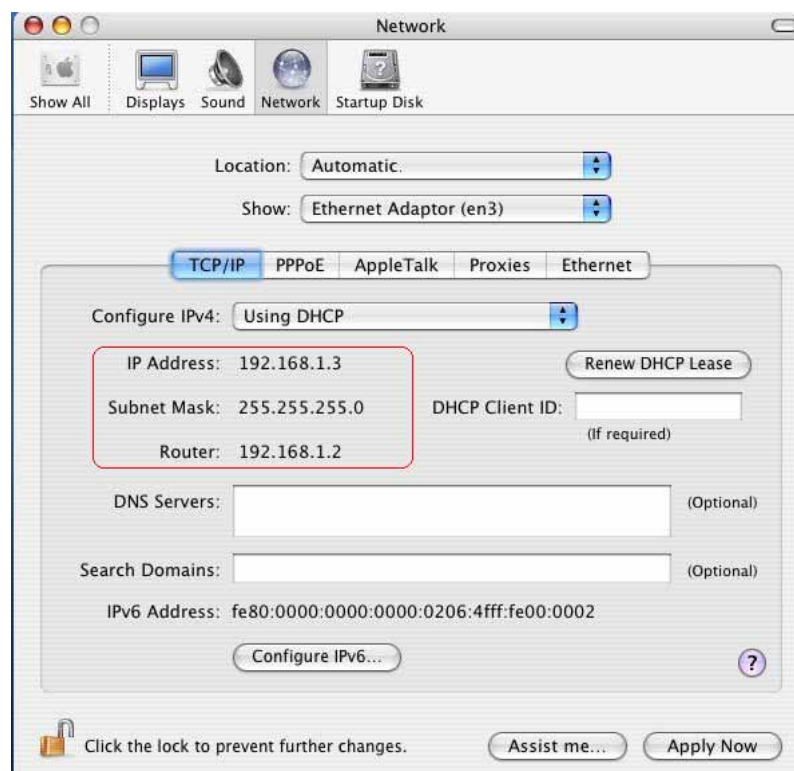 Network
Show All Displays Sound Network Startup Disk
Location: Automatic.
Show: Ethernet Adaptor (en3)
TCP/IP PPPoE AppleTalk Proxies Ethernet
Configure IPv4: Using DHCP
IP Address: 192.168.1.3 Renew DHCP Lease
Subnet Mask: 255.255.255.0 DHCP Client ID:
(If required)
Router: 192.168.1.2
DNS Servers: (Optional)
Search Domains: (Optional)
IPv6 Address: fe80:0000:0000:0000:0206:4fff:fe00:0002
Configure IPv6... ?
Click the lock to prevent further changes. Assist me... Apply Now